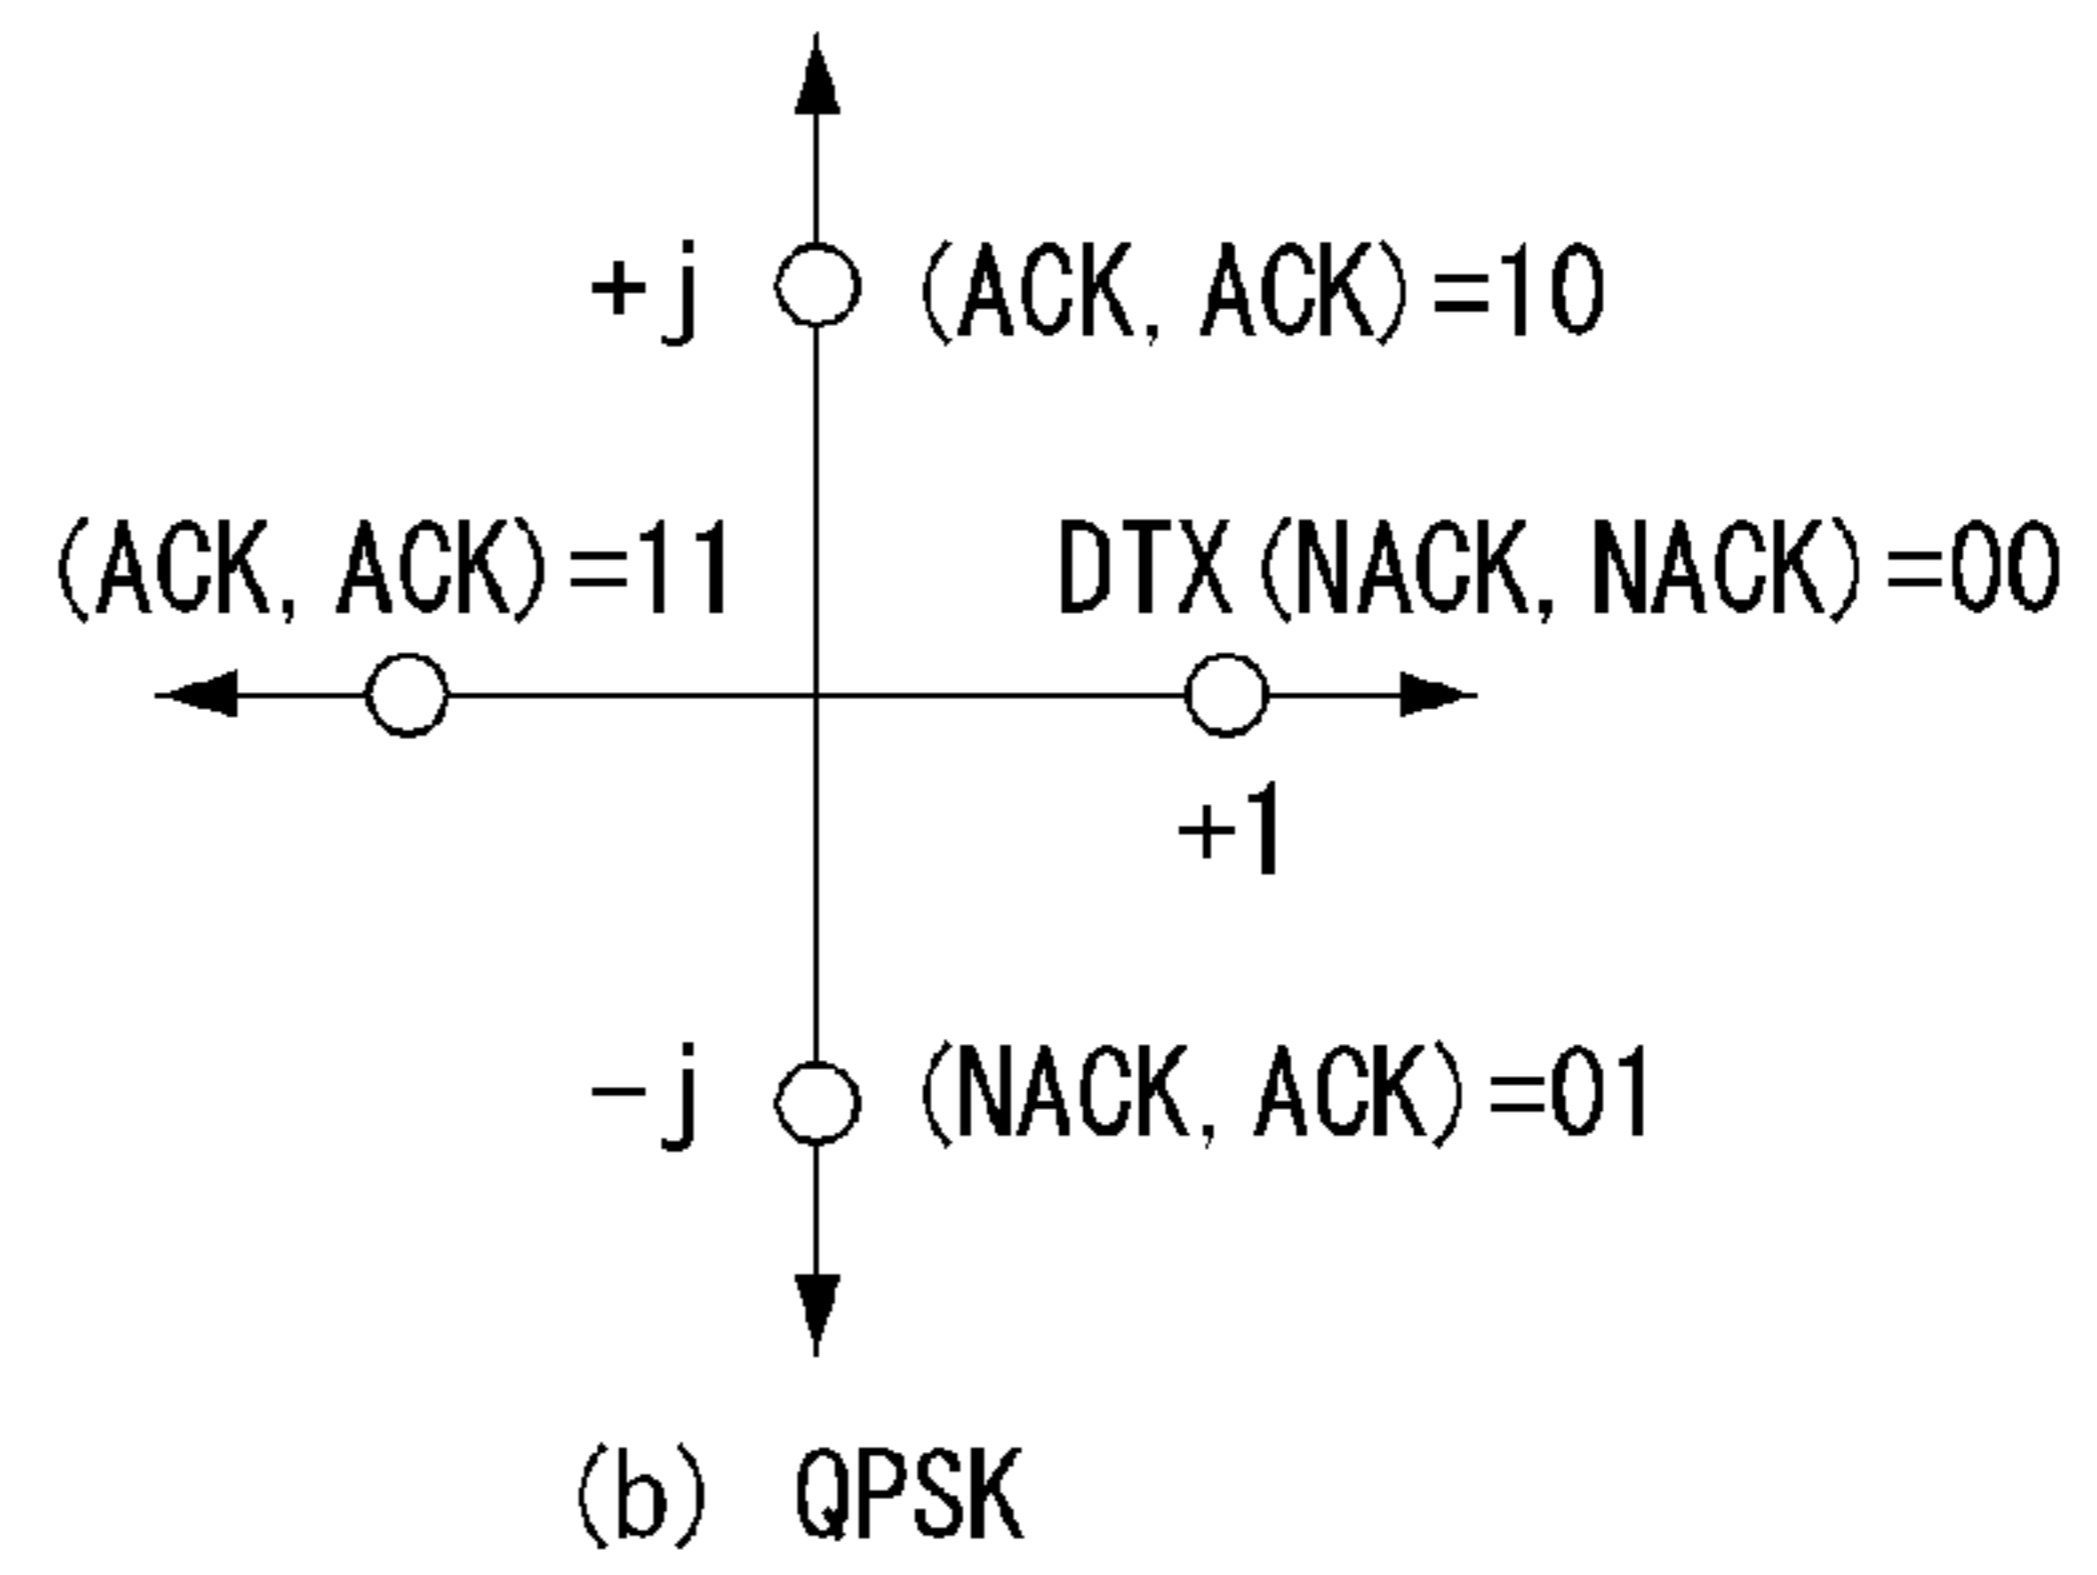 +j (ACK, ACK)=10
(ACK, ACK)=11 DTX(NACK, NACK)=00
+1
-j (NACK, ACK)=01
(b) QPSK